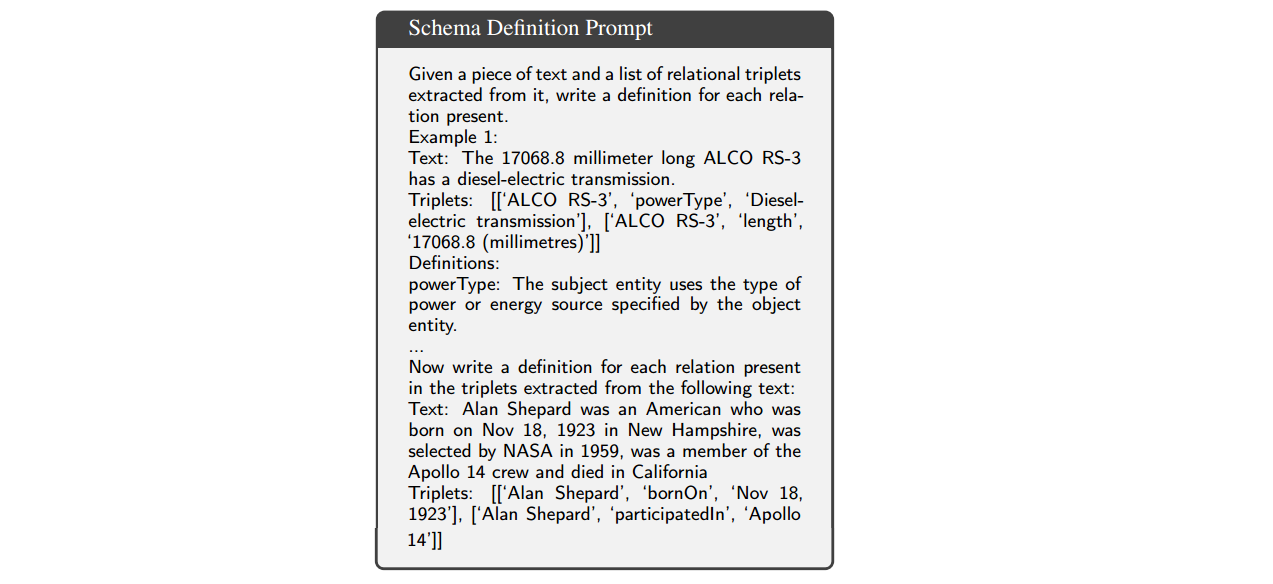 Schema Definition Prompt
Given a piece of text and a list of relational triplets
extracted from it, write a definition for each rela-
tion present.
Example 1:
Text: The 17068.8 millimeter long ALCO RS-3
has a diesel-electric transmission.
Triplets: [[‘ALCO RS-3’, ‘powerType’, ‘Diesel-
electric transmission’], [‘ALCO RS-3’, ‘length’,
‘17068.8 (millimetres)’]]
Definitions:
powerType: The subject entity uses the type of
power or energy source specified by the object
entity.
...
Now write a definition for each relation present
in the triplets extracted from the following text:
Text: Alan Shepard was an American who was
born on Nov 18, 1923 in New Hampshire, was
selected by NASA in 1959, was a member of the
Apollo 14 crew and died in California
Triplets: [[‘Alan Shepard’, ‘bornOn’, ‘Nov 18,
1923’], [‘Alan Shepard’, ‘participatedIn’, ‘Apollo
14’]]